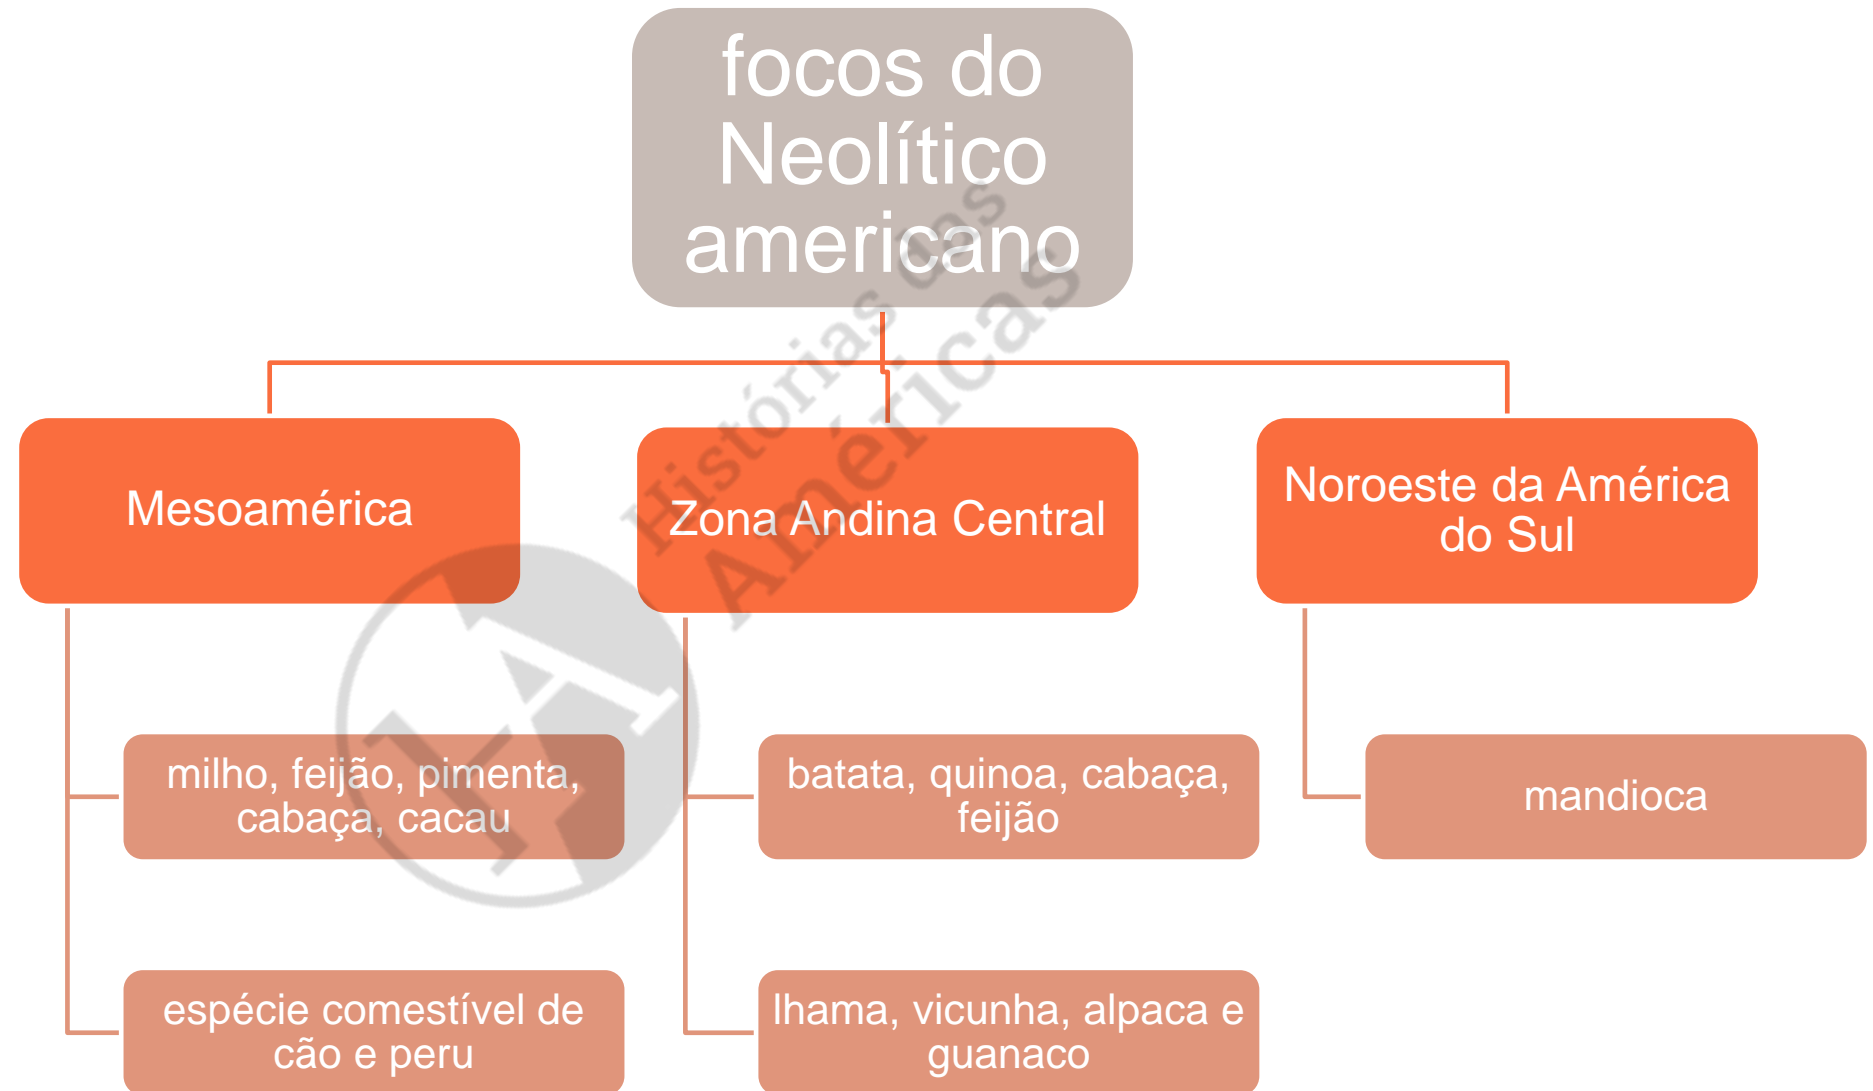 focos do
Neolítico
americano
Histórias das
Américas
Mesoamérica
Zona Andina Central
Noroeste da América
do Sul
milho, feijão, pimenta,
cabaça, cacau
batata, quinoa, cabaça,
feijão
mandioca
espécie comestível de
cão e peru
lhama, vicunha, alpaca e
guanaco